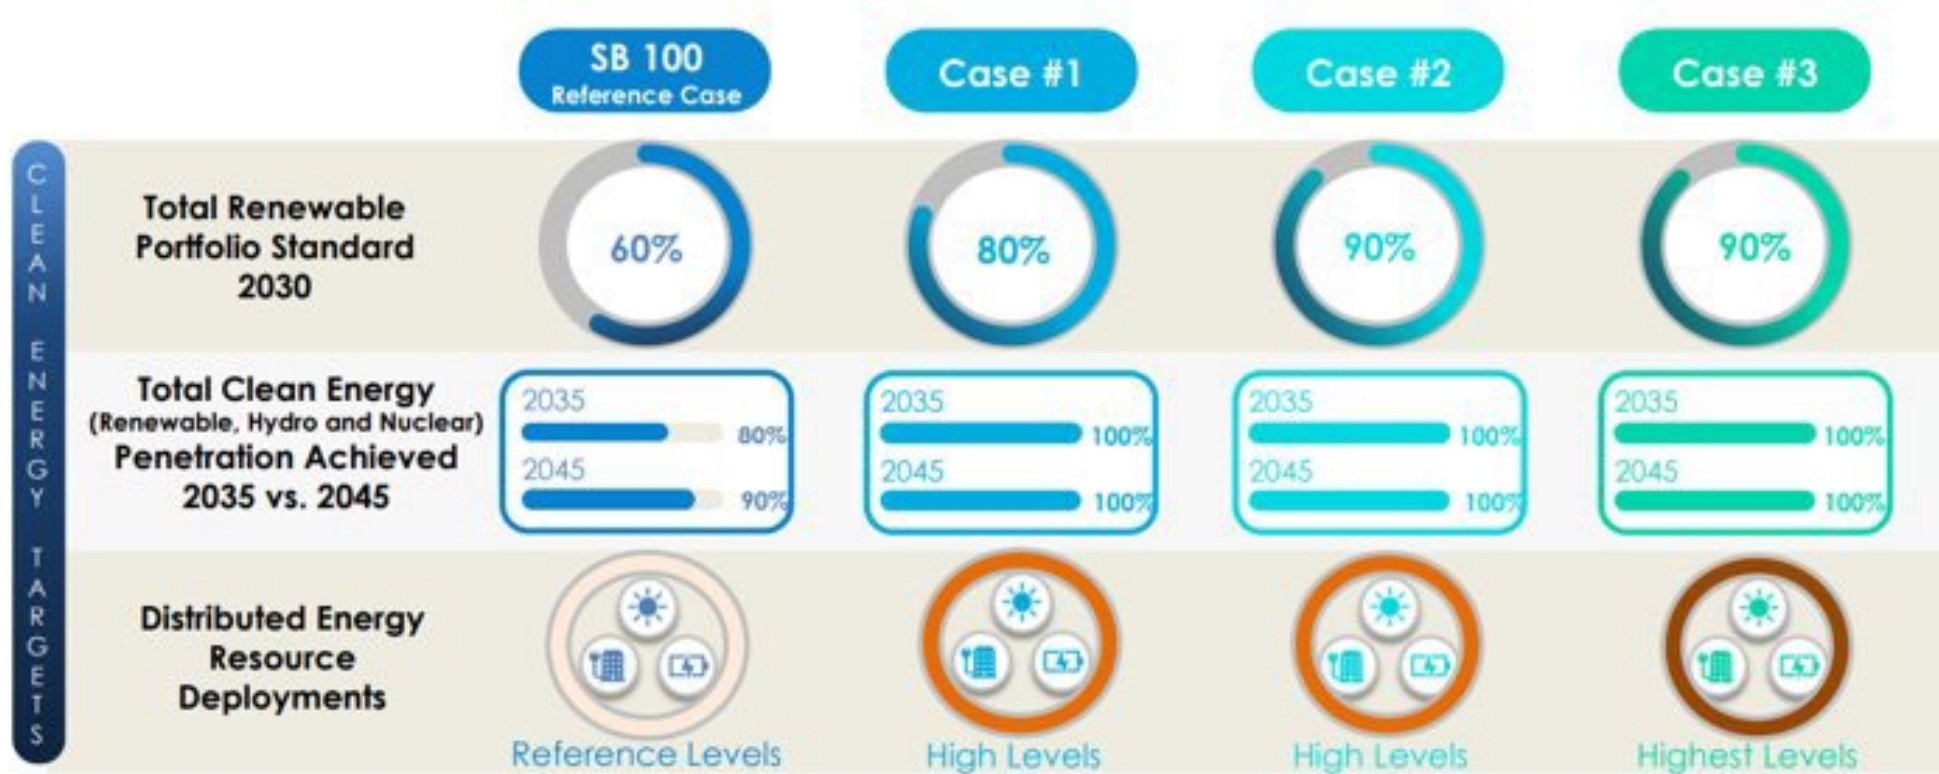 SB 100
Reference Case
Case #1
Case #2
Case #3
CLEAN ENERGY TARGETS
Total Renewable
Portfolio Standard
2030
60%
80%
90%
90%
Total Clean Energy
(Renewable, Hydro and Nuclear)
Penetration Achieved
2035 vs. 2045
2035
80%
2045
90%
2035
100%
2045
100%
2035
100%
2045
100%
2035
100%
2045
100%
Distributed Energy
Resource
Deployments
Reference Levels
High Levels
High Levels
Highest Levels